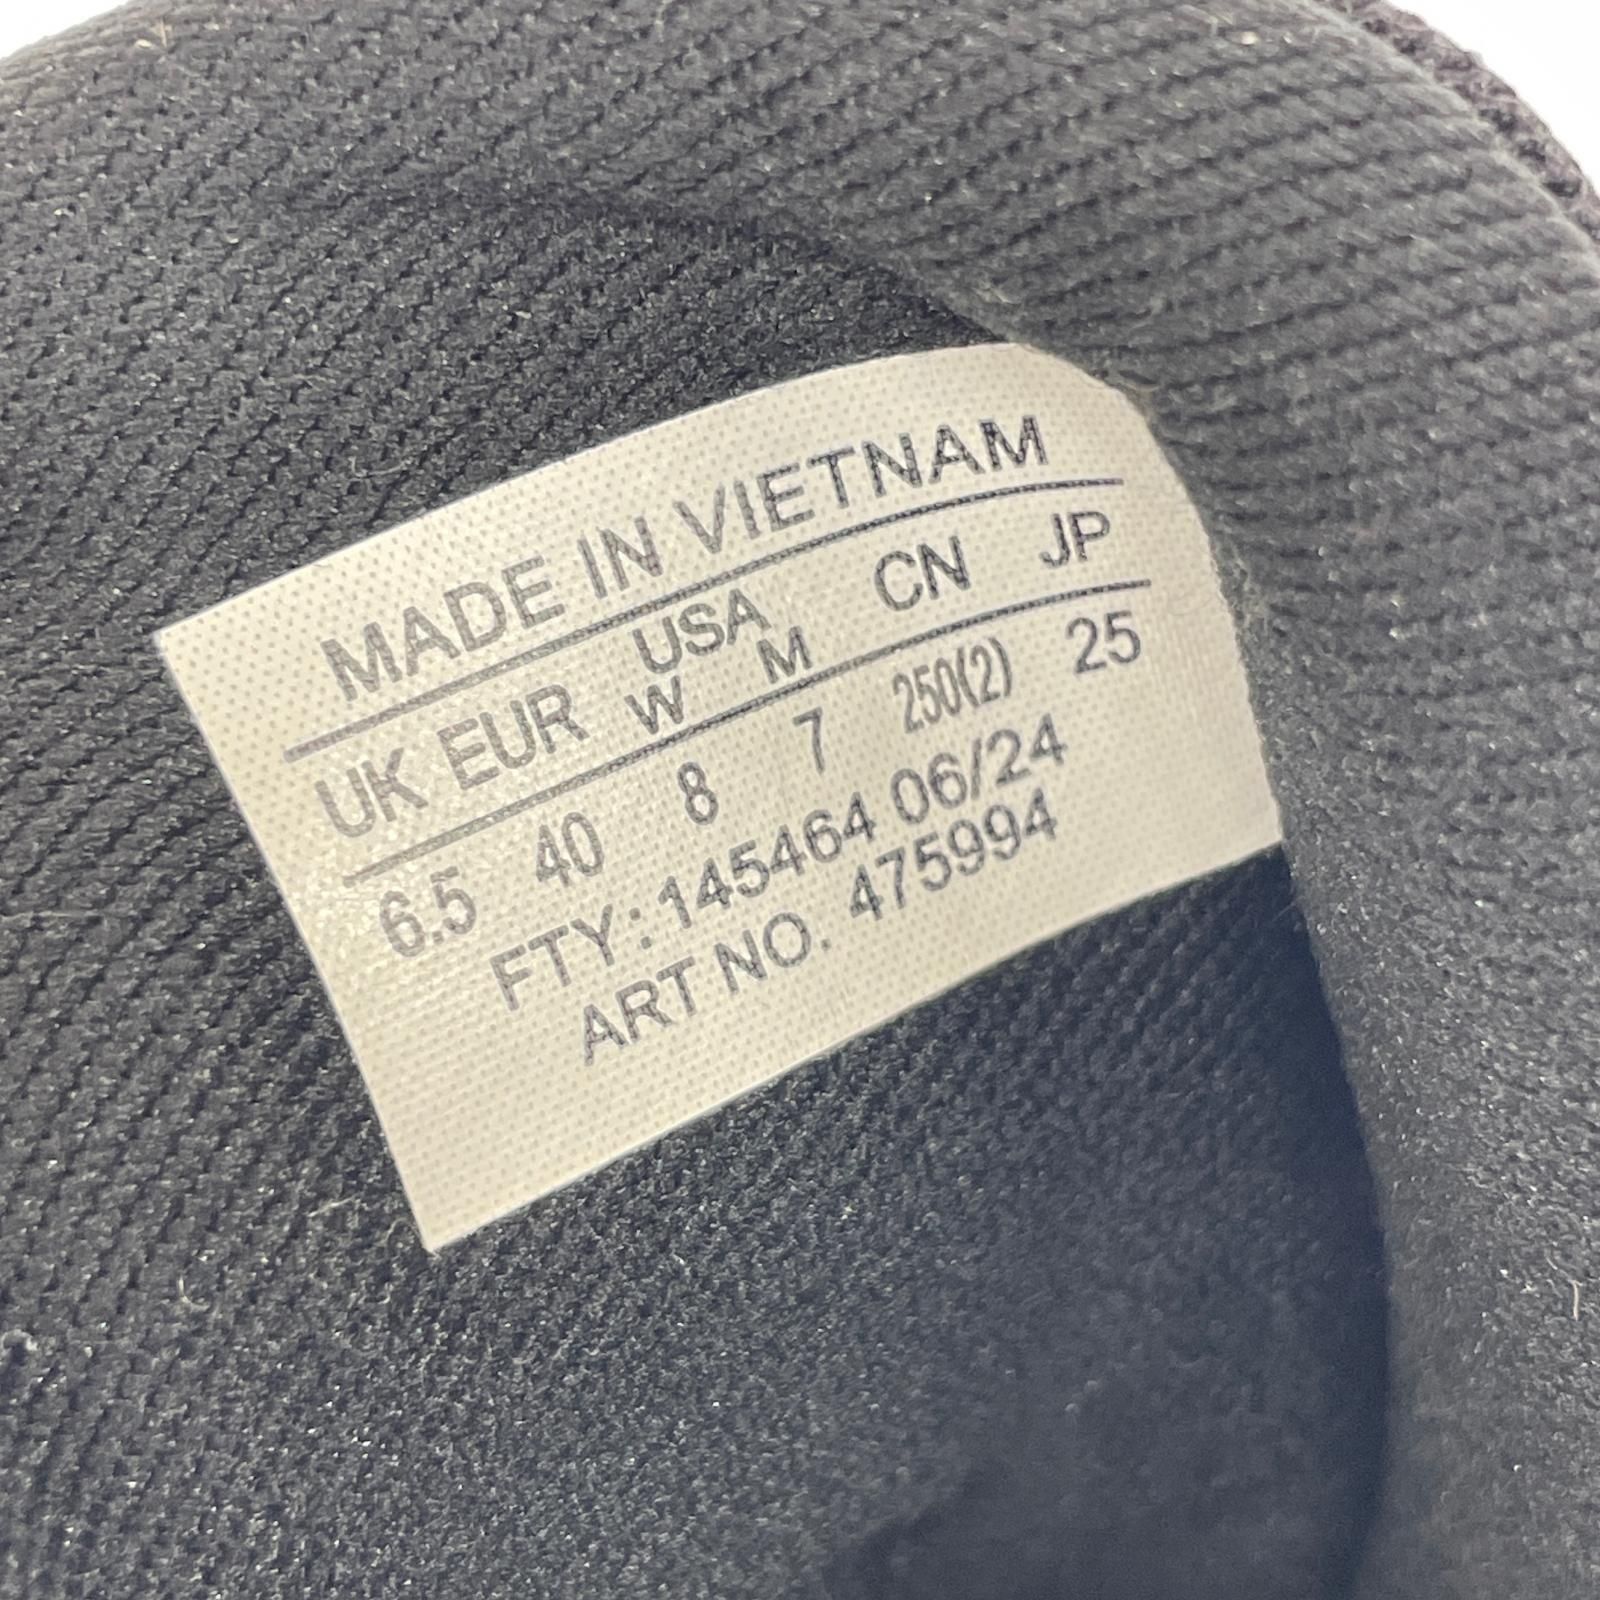 MADE IN VIETNAM
USA
UK EUR W M CN JP
6.5 40 8 7 250(2) 25
FTY: 145464 06/24
ART NO. 475994